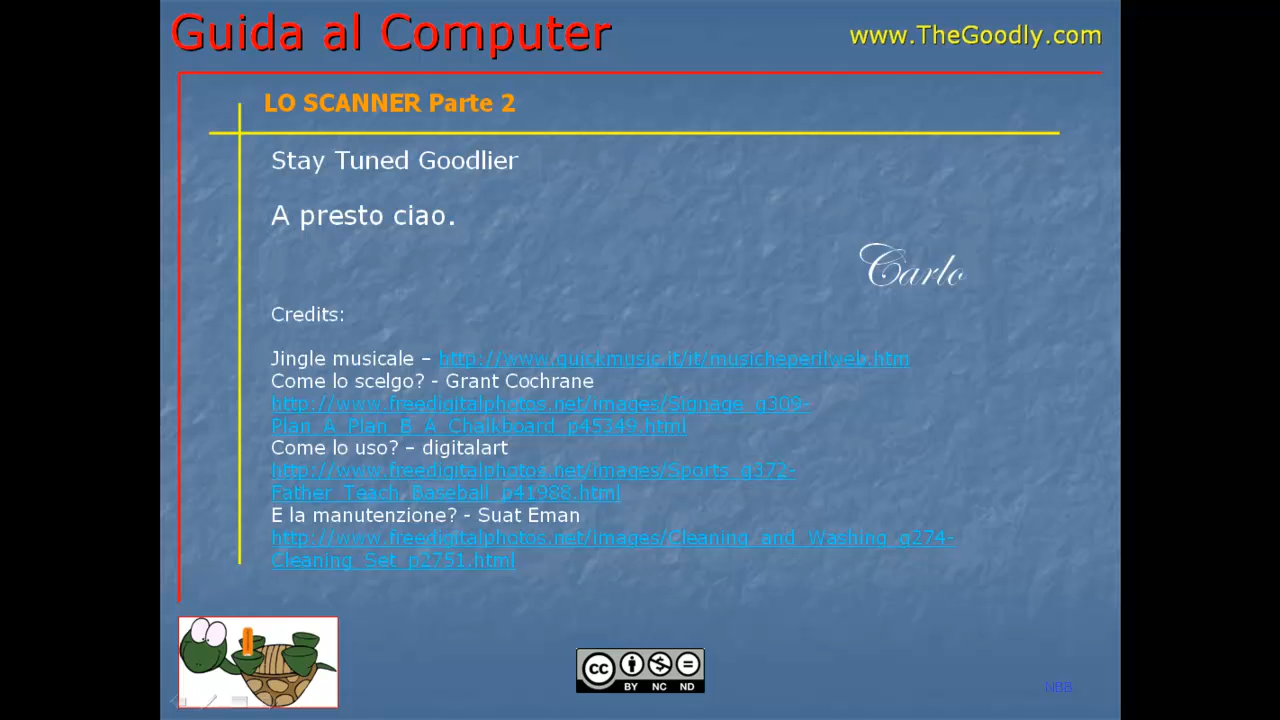 Guida al Computer
www.TheGoodly.com
LO SCANNER Parte 2
Stay Tuned Goodlier
A presto ciao.
Carlo
Credits:
Jingle musicale – http://www.quickmusic.it/it/musicheperilweb.htm
Come lo scelgo? - Grant Cochrane
http://www.freedigitalphotos.net/images/Signage_g309-
Plan_A_Plan_B_A_Chalkboard_p45349.html
Come lo uso? – digitalart
http://www.freedigitalphotos.net/images/Sports_g372-
Father_Teach_Baseball_p41988.html
E la manutenzione? - Suat Eman
http://www.freedigitalphotos.net/images/Cleaning_and_Washing_g274-
Cleaning_Set_p2751.html
cc
BY NC ND